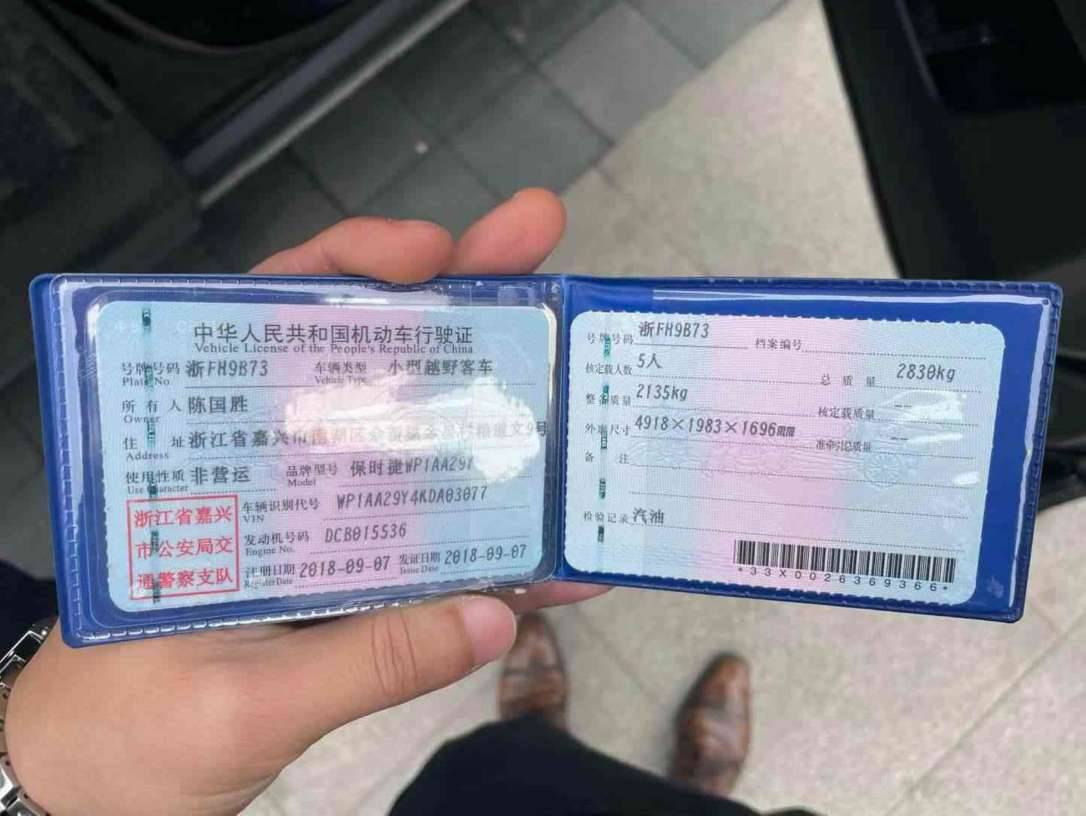 中华人民共和国机动车行驶证
Vehicle License of the People's Republic of China
号牌号码 浙FH9B73 车辆类型 小型越野客车
Plate No Vehicle Type
所有人 陈国胜
Owner
住址 浙江省嘉兴市南湖区 文9号
Address
使用性质 非营运 品牌型号 保时捷WP1AA29Y
Use Character Model
浙江省嘉兴
市公安局交
通警察支队
车辆识别代号 WP1AA29Y4KDA03077
VIN
发动机号码 DCB015536
Engine No.
注册日期 2018-09-07 发证日期 2018-09-07
Register Date Issue Date
号牌号码 浙FH9B73 档案编号
核定载人数 5人 总质量 2830kg
整备质量 2135kg 核定载质量 --
外廓尺寸 4918×1983×1696mm 准牵引总质量 --
备注
检验记录 汽油
*33X0026369366*